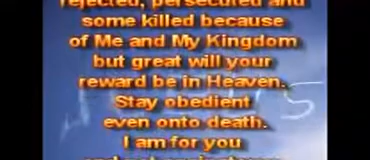 rejected, persecuted and
some killed because
of Me and My Kingdom
but great will your
reward be in Heaven.
Stay obedient
even onto death.
I am for you